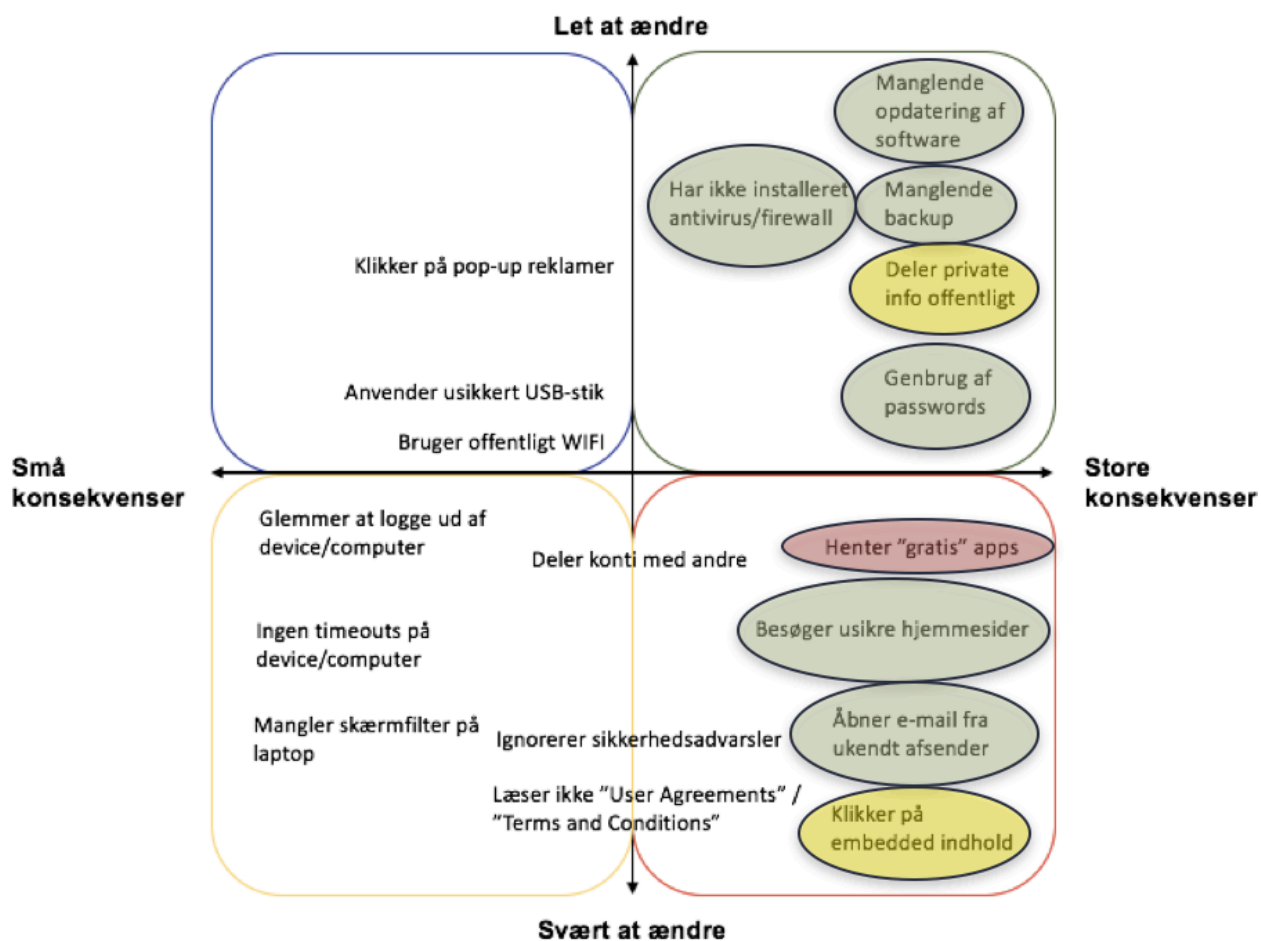 Let at ændre
Manglende
opdatering af
software
Har ikke installeret
antivirus/firewall
Manglende
backup
Klikker på pop-up reklamer
Deler private
info offentligt
Anvender usikkert USB-stik
Genbrug af
passwords
Bruger offentligt WIFI
Små
konsekvenser
Store
konsekvenser
Glemmer at logge ud af
device/computer
Deler konti med andre
Henter ”gratis” apps
Ingen timeouts på
device/computer
Besøger usikre hjemmesider
Mangler skærmfilter på
laptop
Ignorerer sikkerhedsadvarsler
Åbner e-mail fra
ukendt afsender
Læser ikke ”User Agreements” /
”Terms and Conditions”
Klikker på
embedded indhold
Svært at ændre